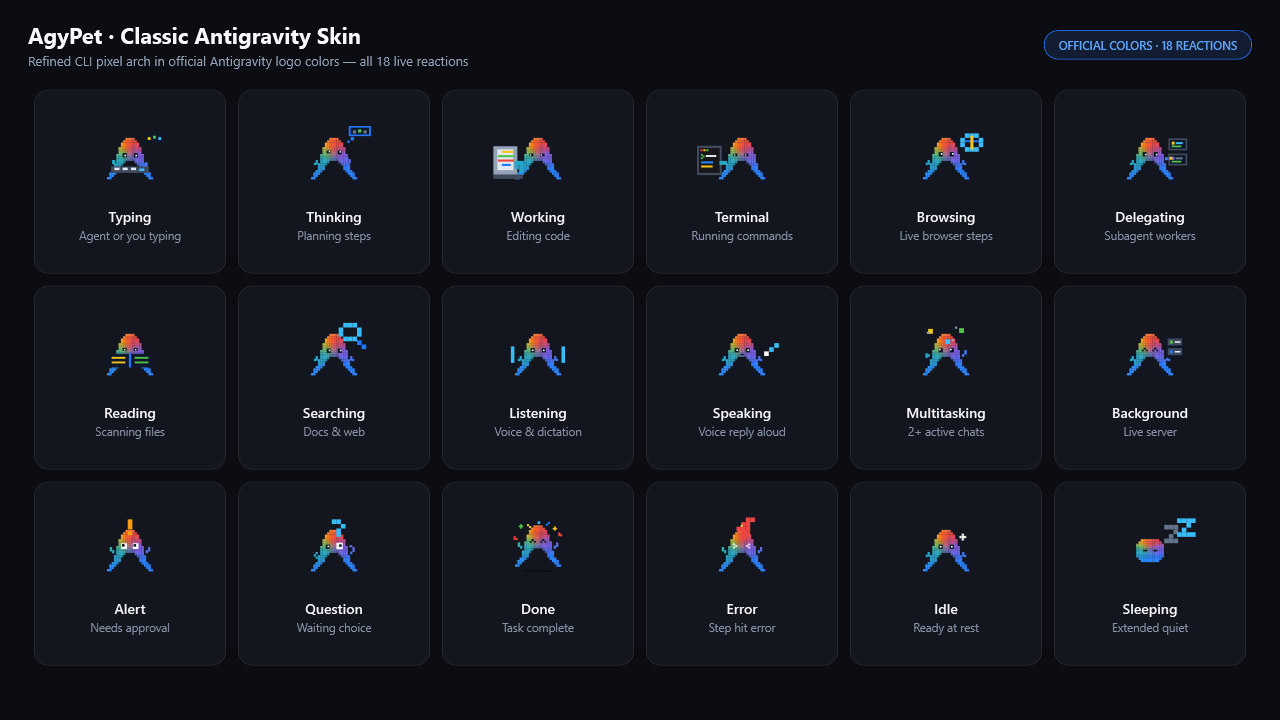 AgyPet · Classic Antigravity Skin
Refined CLI pixel arch in official Antigravity logo colors — all 18 live reactions
OFFICIAL COLORS · 18 REACTIONS
Typing
Agent or you typing
Thinking
Planning steps
Working
Editing code
Terminal
Running commands
Browsing
Live browser steps
Delegating
Subagent workers
Reading
Scanning files
Searching
Docs & web
Listening
Voice & dictation
Speaking
Voice reply aloud
Multitasking
2+ active chats
Background
Live server
Alert
Needs approval
Question
Waiting choice
Done
Task complete
Error
Step hit error
Idle
Ready at rest
Sleeping
Extended quiet